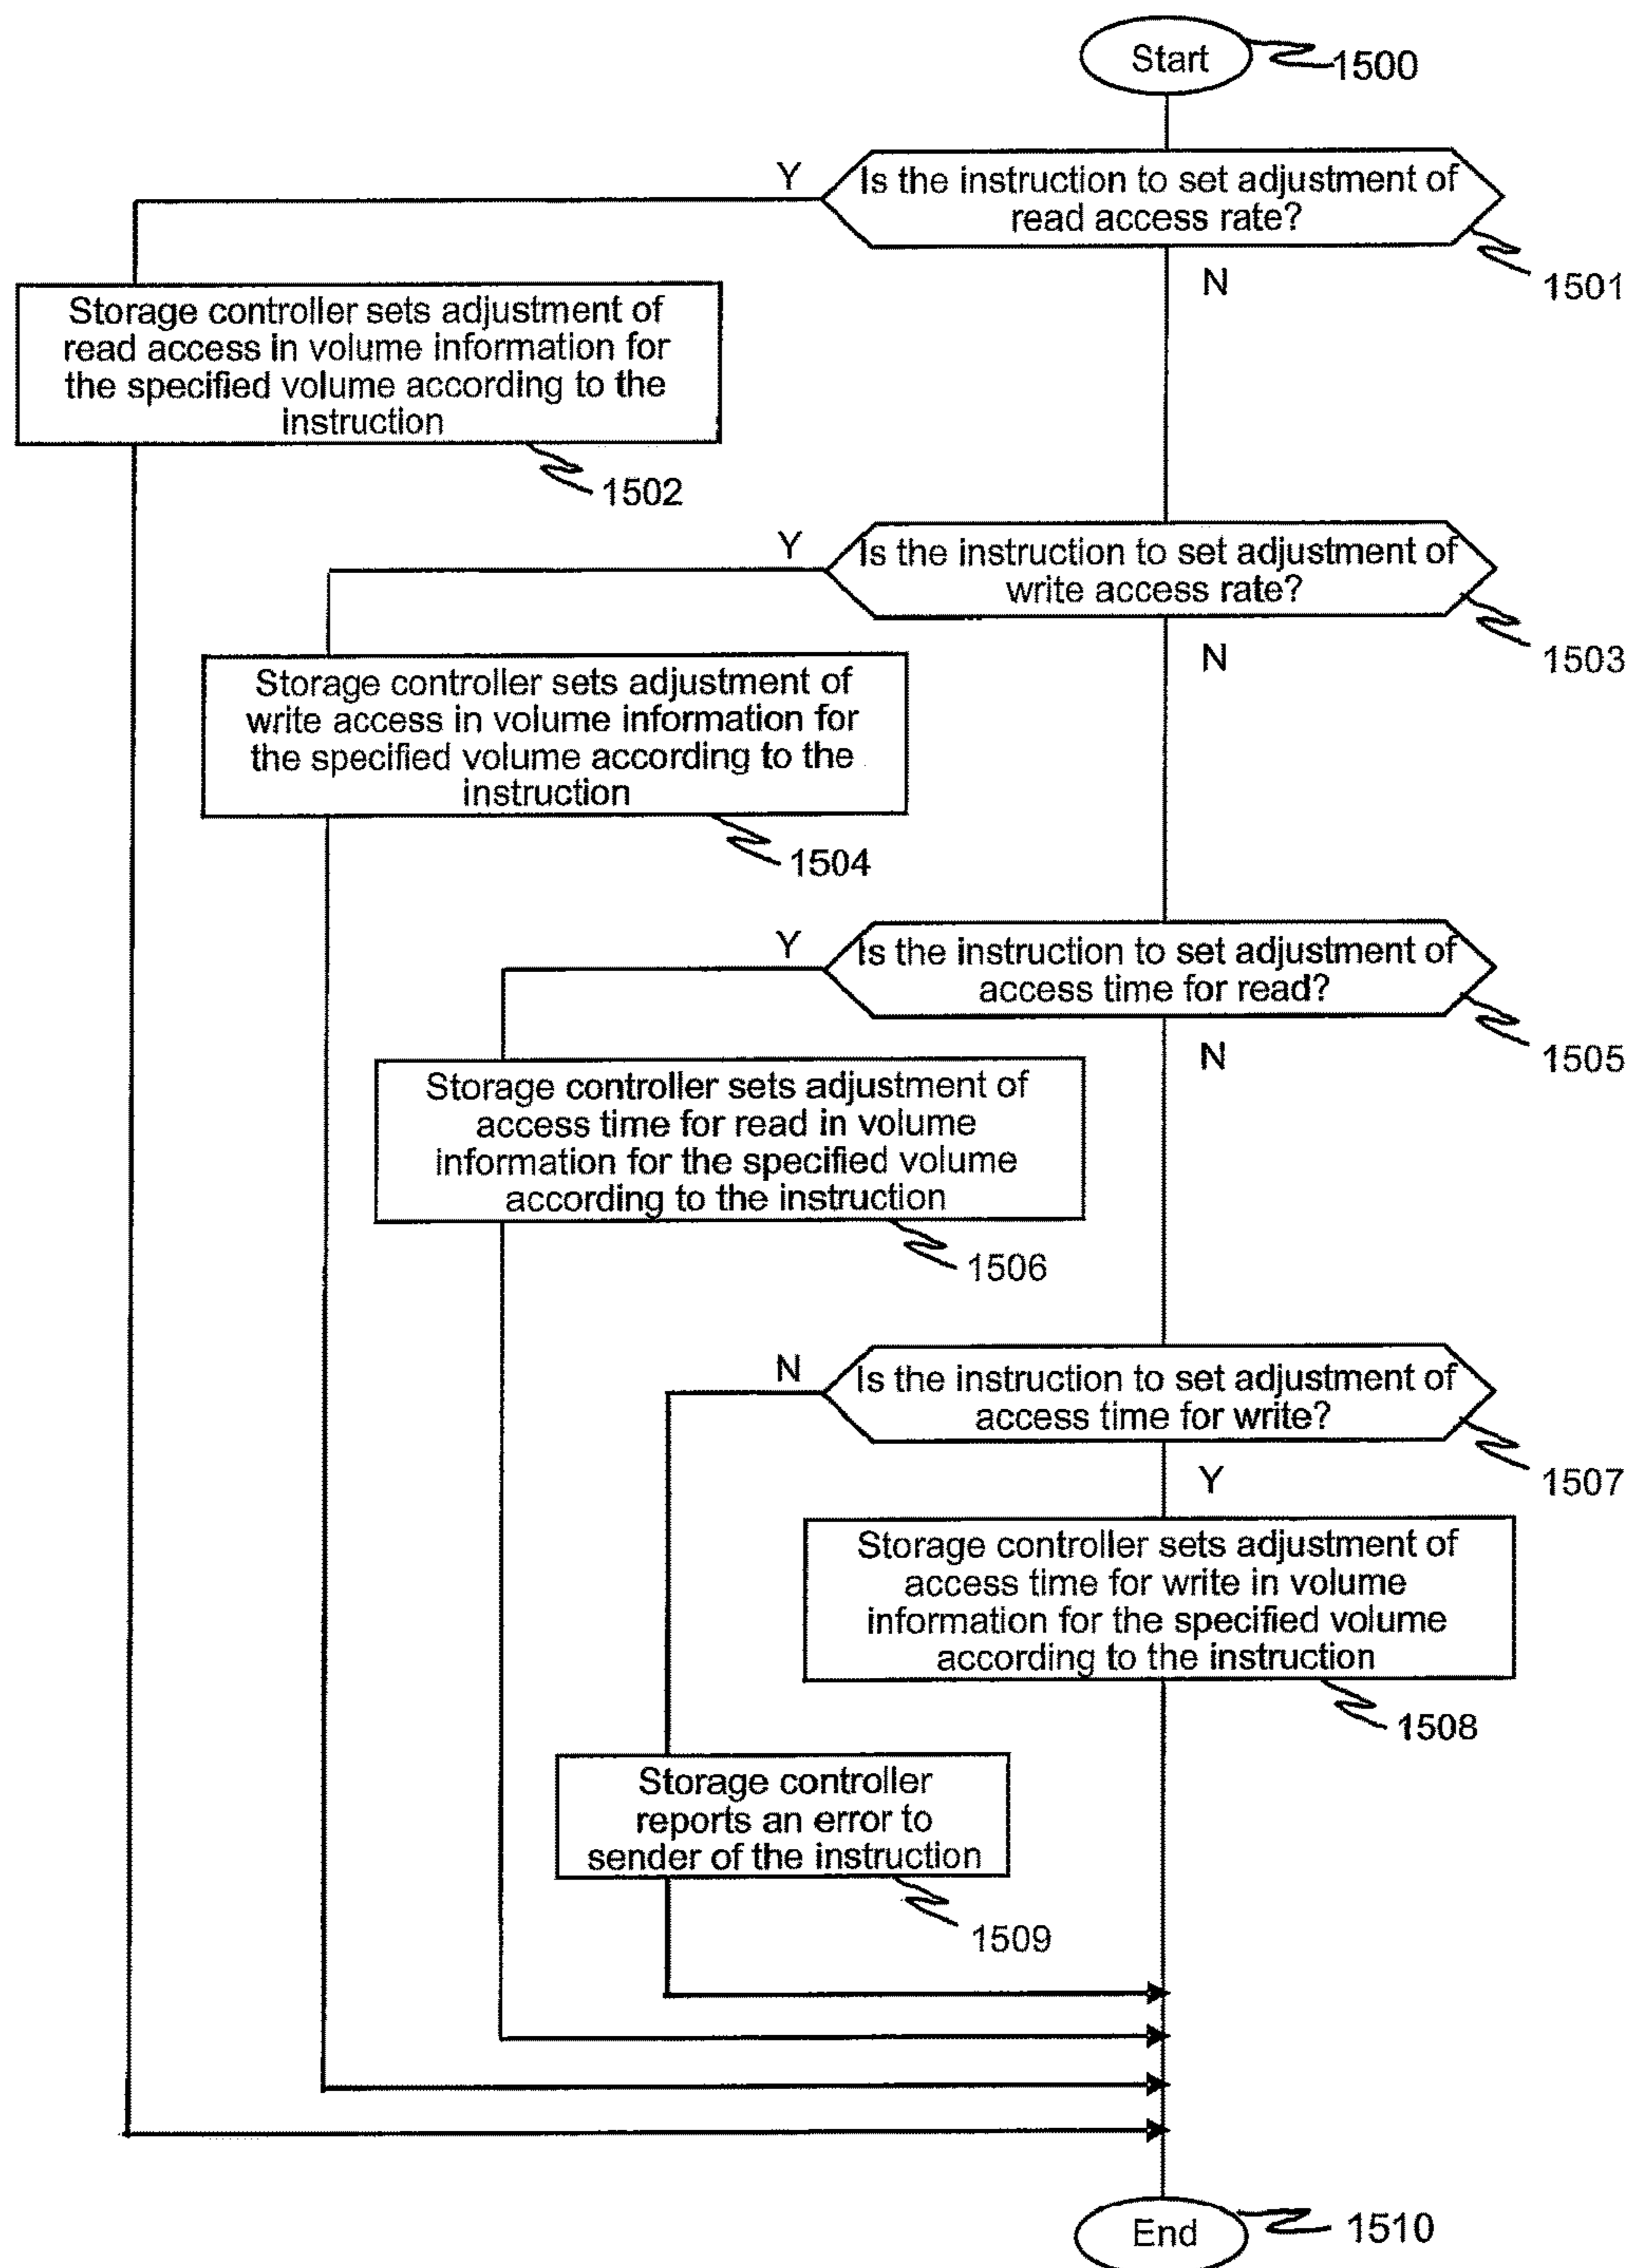 Start
1500
Y
Is the instruction to set adjustment of
read access rate?
1501
N
Storage controller sets adjustment of
read access in volume information for
the specified volume according to the
instruction
1502
Y
Is the instruction to set adjustment of
write access rate?
1503
N
Storage controller sets adjustment of
write access in volume information for
the specified volume according to the
instruction
1504
Y
Is the instruction to set adjustment of
access time for read?
1505
N
Storage controller sets adjustment of
access time for read in volume
information for the specified volume
according to the instruction
1506
N
Is the instruction to set adjustment of
access time for write?
1507
Y
Storage controller sets adjustment of
access time for write in volume
information for the specified volume
according to the instruction
1508
Storage controller
reports an error to
sender of the instruction
1509
End
1510